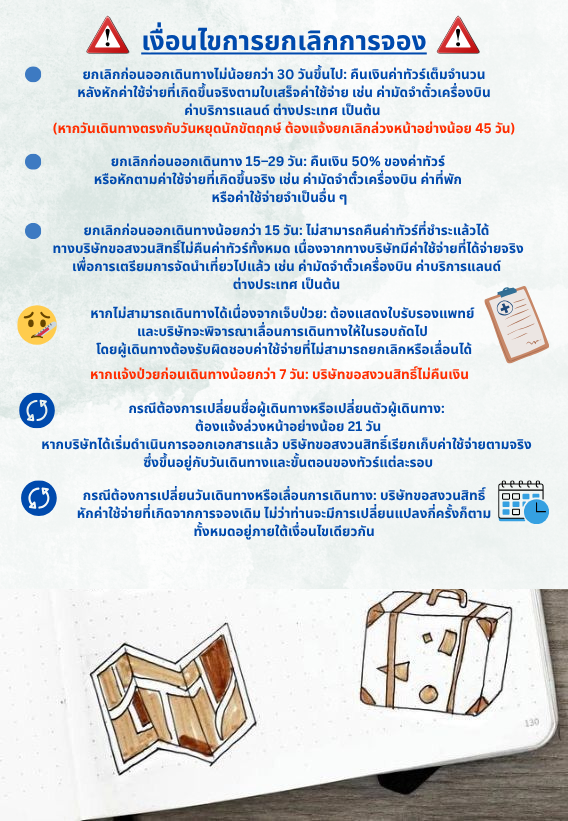 เงื่อนไขการยกเลิกการจอง
ยกเลิกก่อนออกเดินทางไม่น้อยกว่า 30 วันขึ้นไป: คืนเงินค่าทัวร์เต็มจำนวน
หลังหักค่าใช้จ่ายที่เกิดขึ้นจริงตามใบเสร็จค่าใช้จ่าย เช่น ค่ามัดจำตั๋วเครื่องบิน
ค่าบริการแลนด์ ต่างประเทศ เป็นต้น
(หากวันเดินทางตรงกับวันหยุดนักขัตฤกษ์ ต้องแจ้งยกเลิกล่วงหน้าอย่างน้อย 45 วัน)
ยกเลิกก่อนออกเดินทาง 15–29 วัน: คืนเงิน 50% ของค่าทัวร์
หรือหักตามค่าใช้จ่ายที่เกิดขึ้นจริง เช่น ค่ามัดจำตั๋วเครื่องบิน ค่าที่พัก
หรือค่าใช้จ่ายจำเป็นอื่น ๆ
ยกเลิกก่อนออกเดินทางน้อยกว่า 15 วัน: ไม่สามารถคืนค่าทัวร์ที่ชำระแล้วได้
ทางบริษัทขอสงวนสิทธิ์ไม่คืนค่าทัวร์ทั้งหมด เนื่องจากทางบริษัทมีค่าใช้จ่ายที่ได้จ่ายจริง
เพื่อการเตรียมการจัดนำเที่ยวไปแล้ว เช่น ค่ามัดจำตั๋วเครื่องบิน ค่าบริการแลนด์
ต่างประเทศ เป็นต้น
หากไม่สามารถเดินทางได้เนื่องจากเจ็บป่วย: ต้องแสดงใบรับรองแพทย์
และบริษัทจะพิจารณาเลื่อนการเดินทางให้ในรอบถัดไป
โดยผู้เดินทางต้องรับผิดชอบค่าใช้จ่ายที่ไม่สามารถยกเลิกหรือเลื่อนได้
หากแจ้งป่วยก่อนเดินทางน้อยกว่า 7 วัน: บริษัทขอสงวนสิทธิ์ไม่คืนเงิน
กรณีต้องการเปลี่ยนชื่อผู้เดินทางหรือเปลี่ยนตัวผู้เดินทาง:
ต้องแจ้งล่วงหน้าอย่างน้อย 21 วัน
หากบริษัทได้เริ่มดำเนินการออกเอกสารแล้ว บริษัทขอสงวนสิทธิ์เรียกเก็บค่าใช้จ่ายตามจริง
ซึ่งขึ้นอยู่กับวันเดินทางและขั้นตอนของทัวร์แต่ละรอบ
กรณีต้องการเปลี่ยนวันเดินทางหรือเลื่อนการเดินทาง: บริษัทขอสงวนสิทธิ์
หักค่าใช้จ่ายที่เกิดจากการจองเดิม ไม่ว่าท่านจะมีการเปลี่ยนแปลงกี่ครั้งก็ตาม
ทั้งหมดอยู่ภายใต้เงื่อนไขเดียวกัน
130